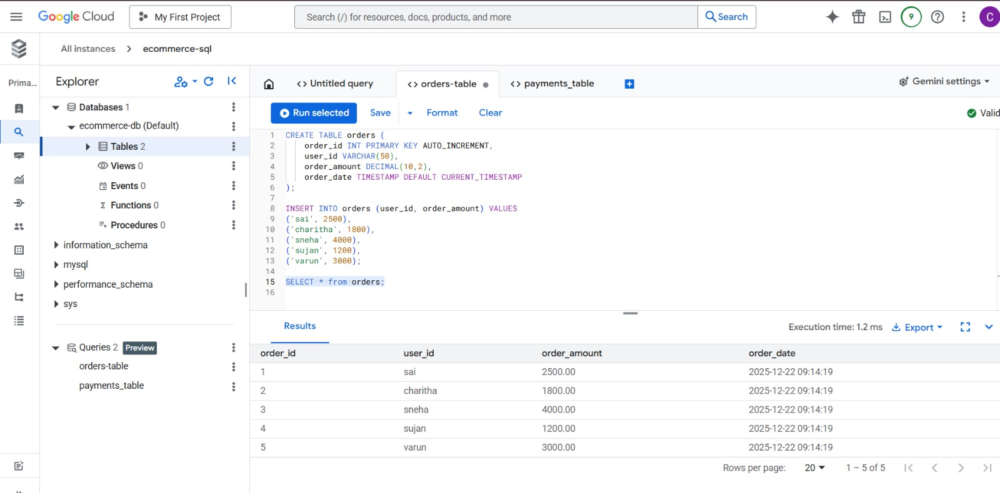 Google Cloud
My First Project
Search (/) for resources, docs, products, and more
Search
9
C
All instances
ecommerce-sql
Prima...
Explorer
Databases 1
ecommerce-db (Default)
Tables 2
Views 0
Events 0
Functions 0
Procedures 0
information_schema
mysql
performance_schema
sys
Queries 2 Preview
orders-table
payments_table
<> Untitled query
<> orders-table
<> payments_table
Gemini settings
Run selected
Save
Format
Clear
Valid
1 CREATE TABLE orders (
2 order_id INT PRIMARY KEY AUTO_INCREMENT,
3 user_id VARCHAR(50),
4 order_amount DECIMAL(10,2),
5 order_date TIMESTAMP DEFAULT CURRENT_TIMESTAMP
6 );
7
8 INSERT INTO orders (user_id, order_amount) VALUES
9 ('sai', 2500),
10 ('charitha', 1800),
11 ('sneha', 4000),
12 ('sujan', 1200),
13 ('varun', 3000);
14
15 SELECT * from orders;
16
Results
Execution time: 1.2 ms
Export
order_id user_id order_amount order_date
1 sai 2500.00 2025-12-22 09:14:19
2 charitha 1800.00 2025-12-22 09:14:19
3 sneha 4000.00 2025-12-22 09:14:19
4 sujan 1200.00 2025-12-22 09:14:19
5 varun 3000.00 2025-12-22 09:14:19
Rows per page: 20 1 – 5 of 5